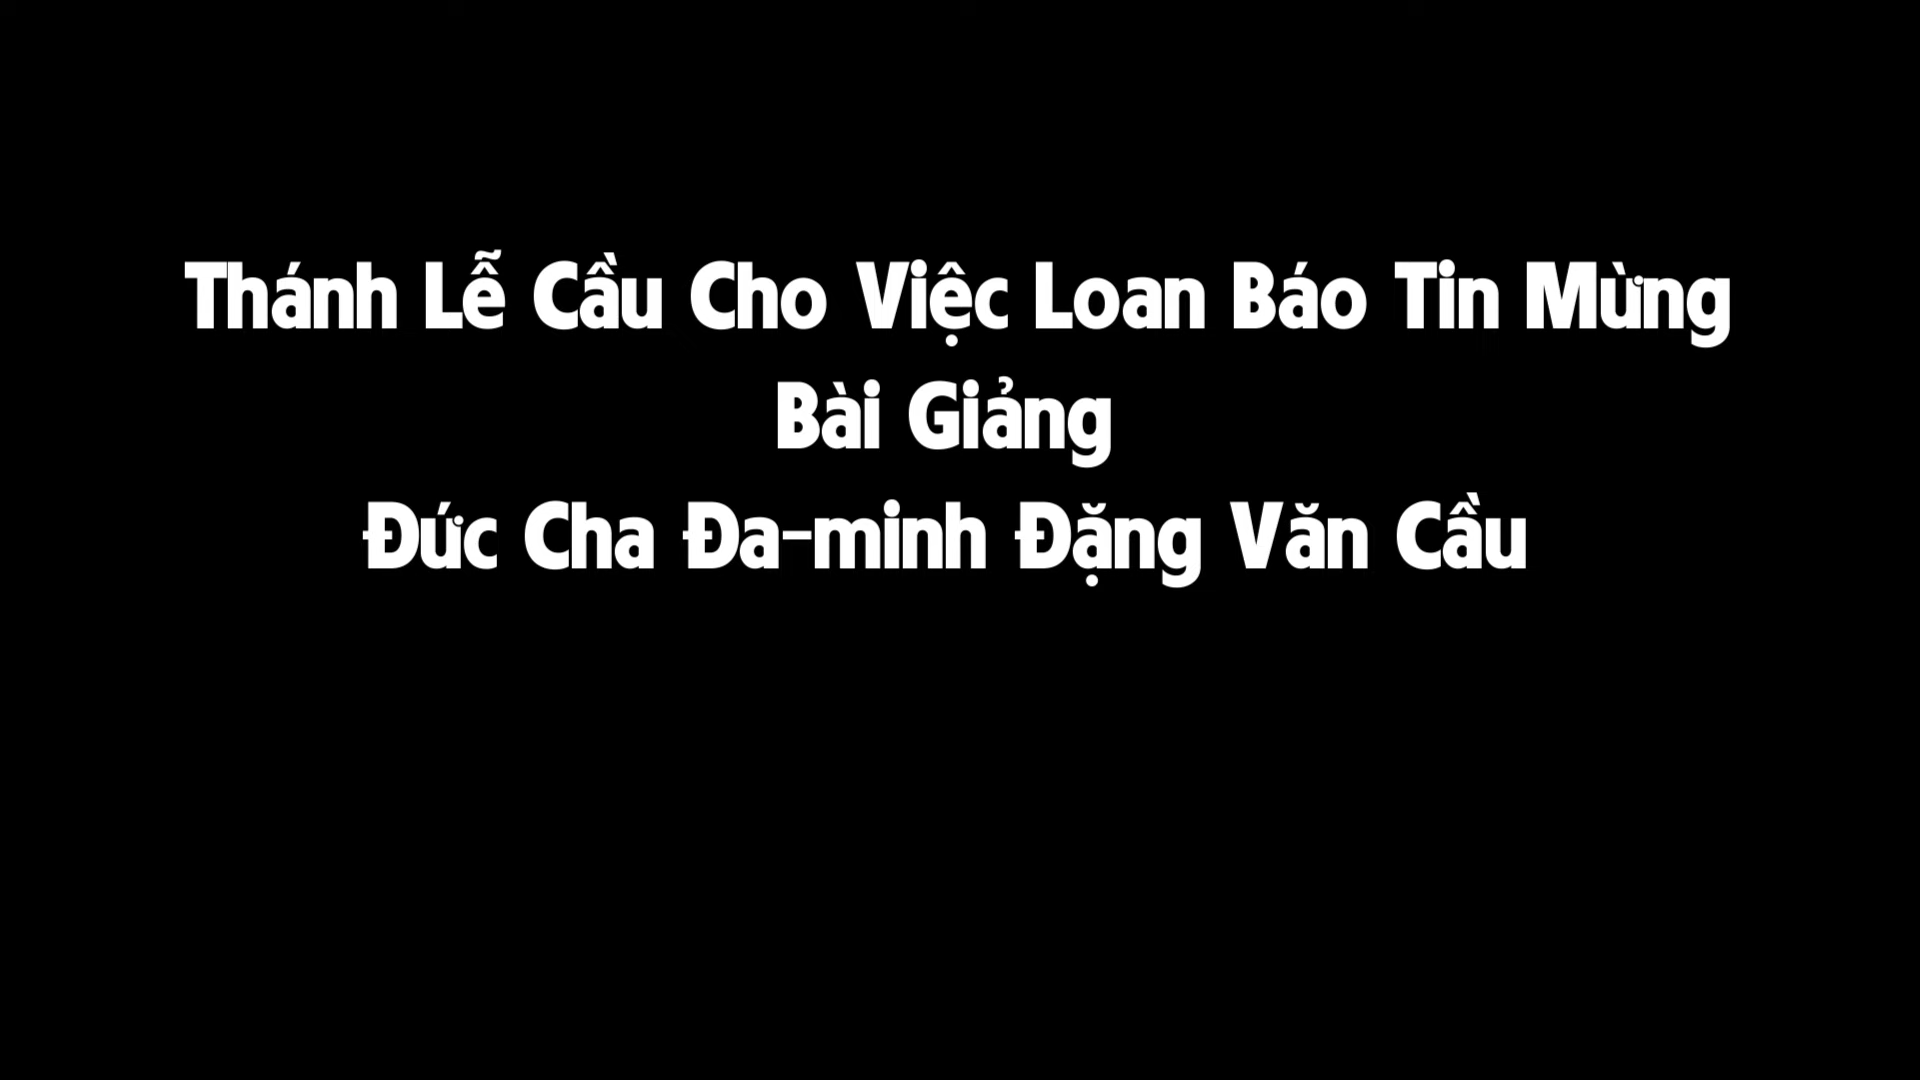 Thánh Lễ Cầu Cho Việc Loan Báo Tin Mừng
Bài Giảng
Đức Cha Đa-minh Đặng Văn Cầu